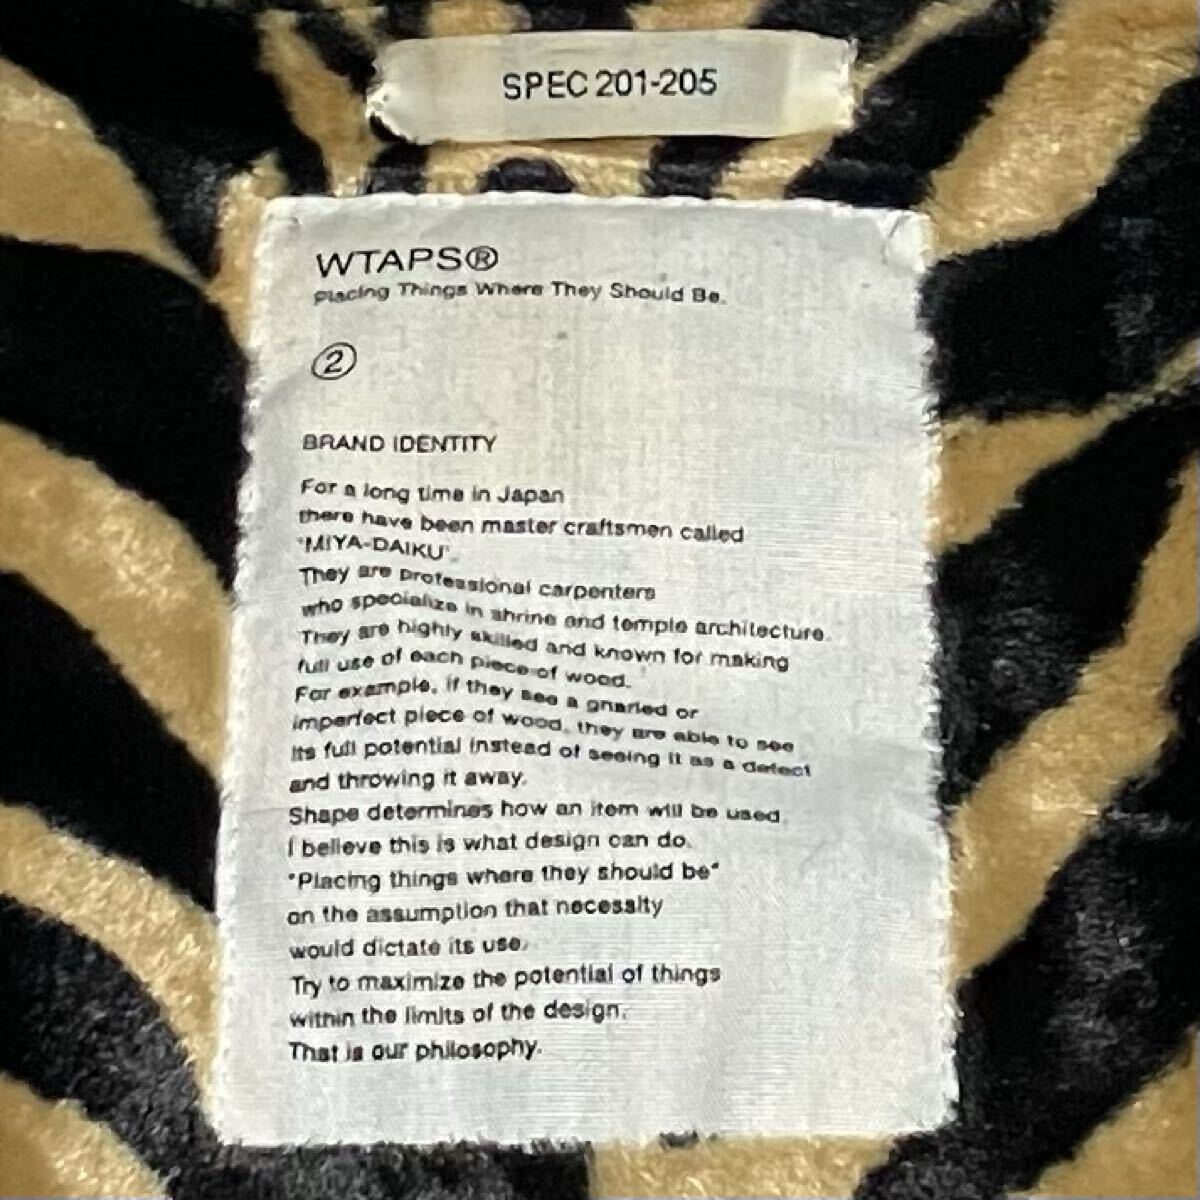 SPEC 201-205
WTAPS®
Placing Things Where They Should Be.
②
BRAND IDENTITY
For a long time in Japan
there have been master craftsmen called
"MIYA-DAIKU".
They are professional carpenters
who specialize in shrine and temple architecture.
They are highly skilled and known for making
full use of each piece of wood.
For example, if they see a gnarled or
imperfect piece of wood, they are able to see
its full potential instead of seeing it as a defect
and throwing it away.
Shape determines how an item will be used.
I believe this is what design can do.
"Placing things where they should be"
on the assumption that necessity
would dictate its use.
Try to maximize the potential of things
within the limits of the design.
That is our philosophy.